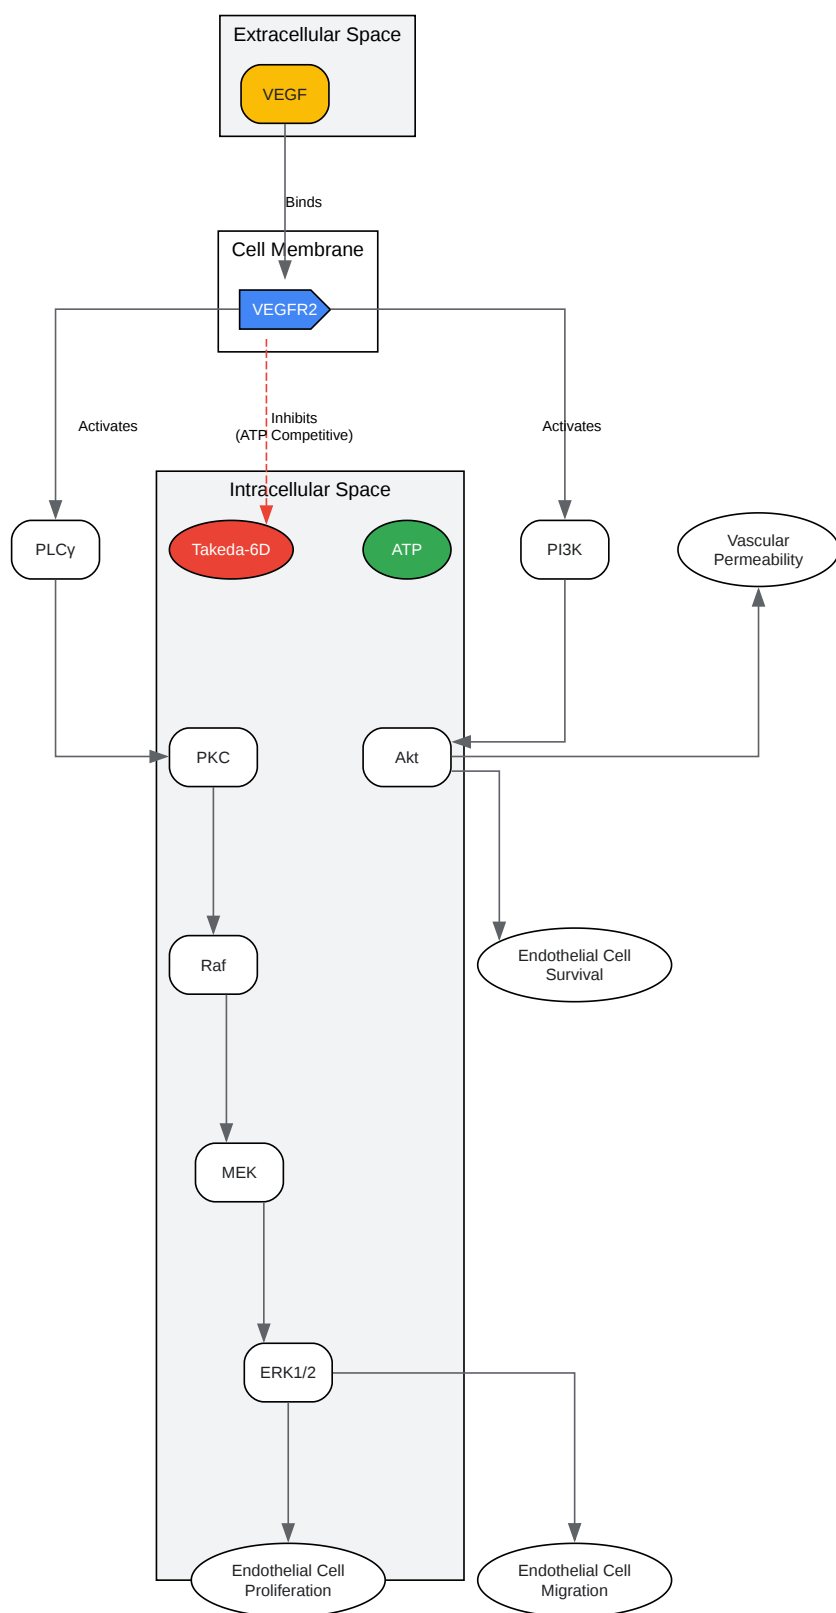 Extracellular Space
VEGF
Binds
Cell Membrane
VEGFR2
Activates
Inhibits
(ATP Competitive)
Activates
Intracellular Space
PLCγ
Takeda-6D
ATP
PI3K
Vascular
Permeability
PKC
Akt
Raf
Endothelial Cell
Survival
MEK
ERK1/2
Endothelial Cell
Proliferation
Endothelial Cell
Migration